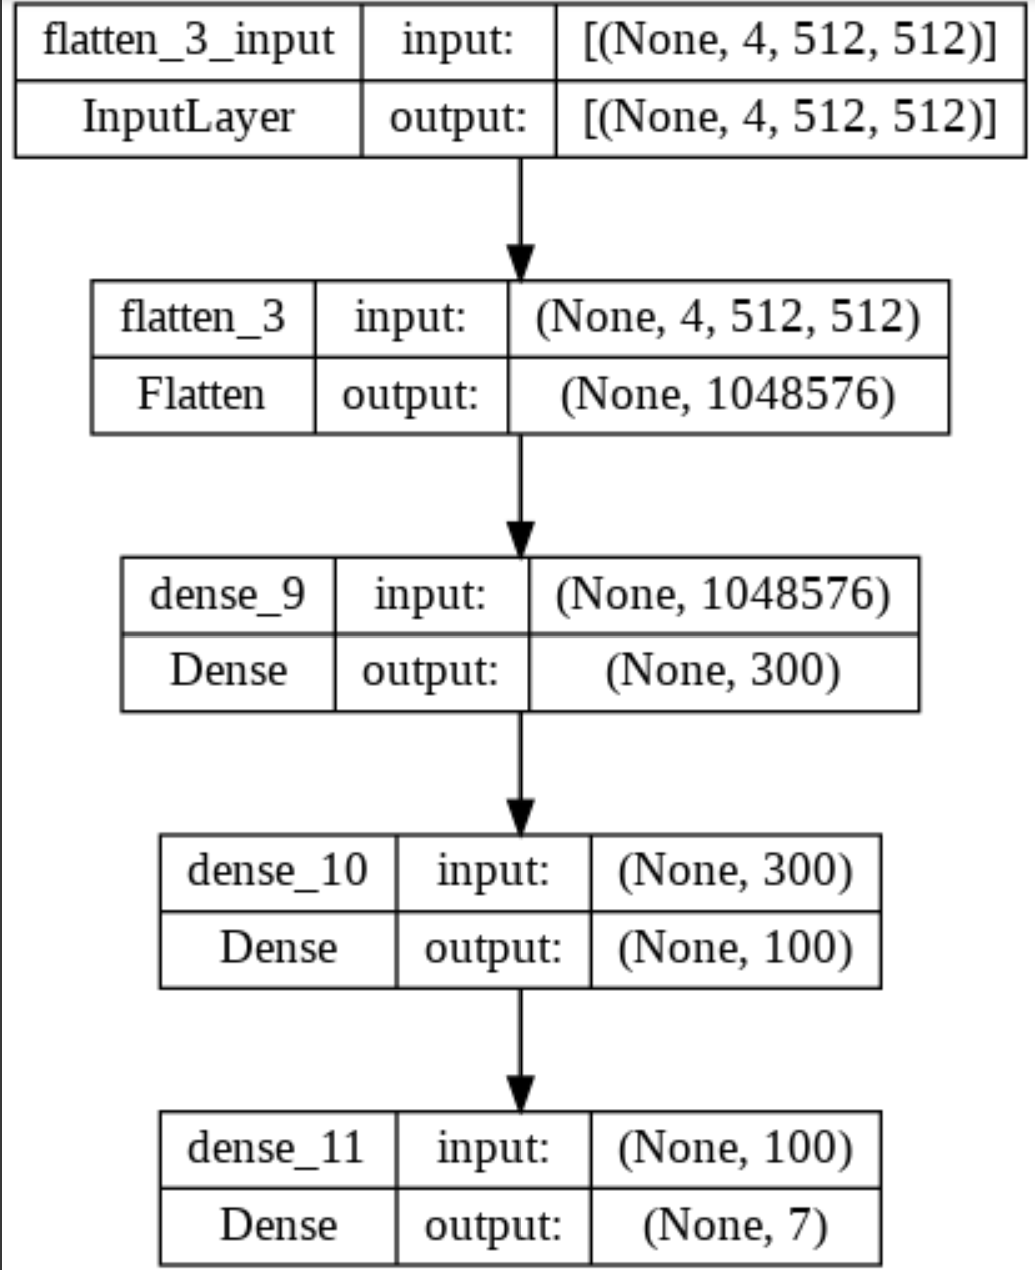 flatten_3_input input: [(None, 4, 512, 512)]
InputLayer output: [(None, 4, 512, 512)]
flatten_3 input: (None, 4, 512, 512)
Flatten output: (None, 1048576)
dense_9 input: (None, 1048576)
Dense output: (None, 300)
dense_10 input: (None, 300)
Dense output: (None, 100)
dense_11 input: (None, 100)
Dense output: (None, 7)